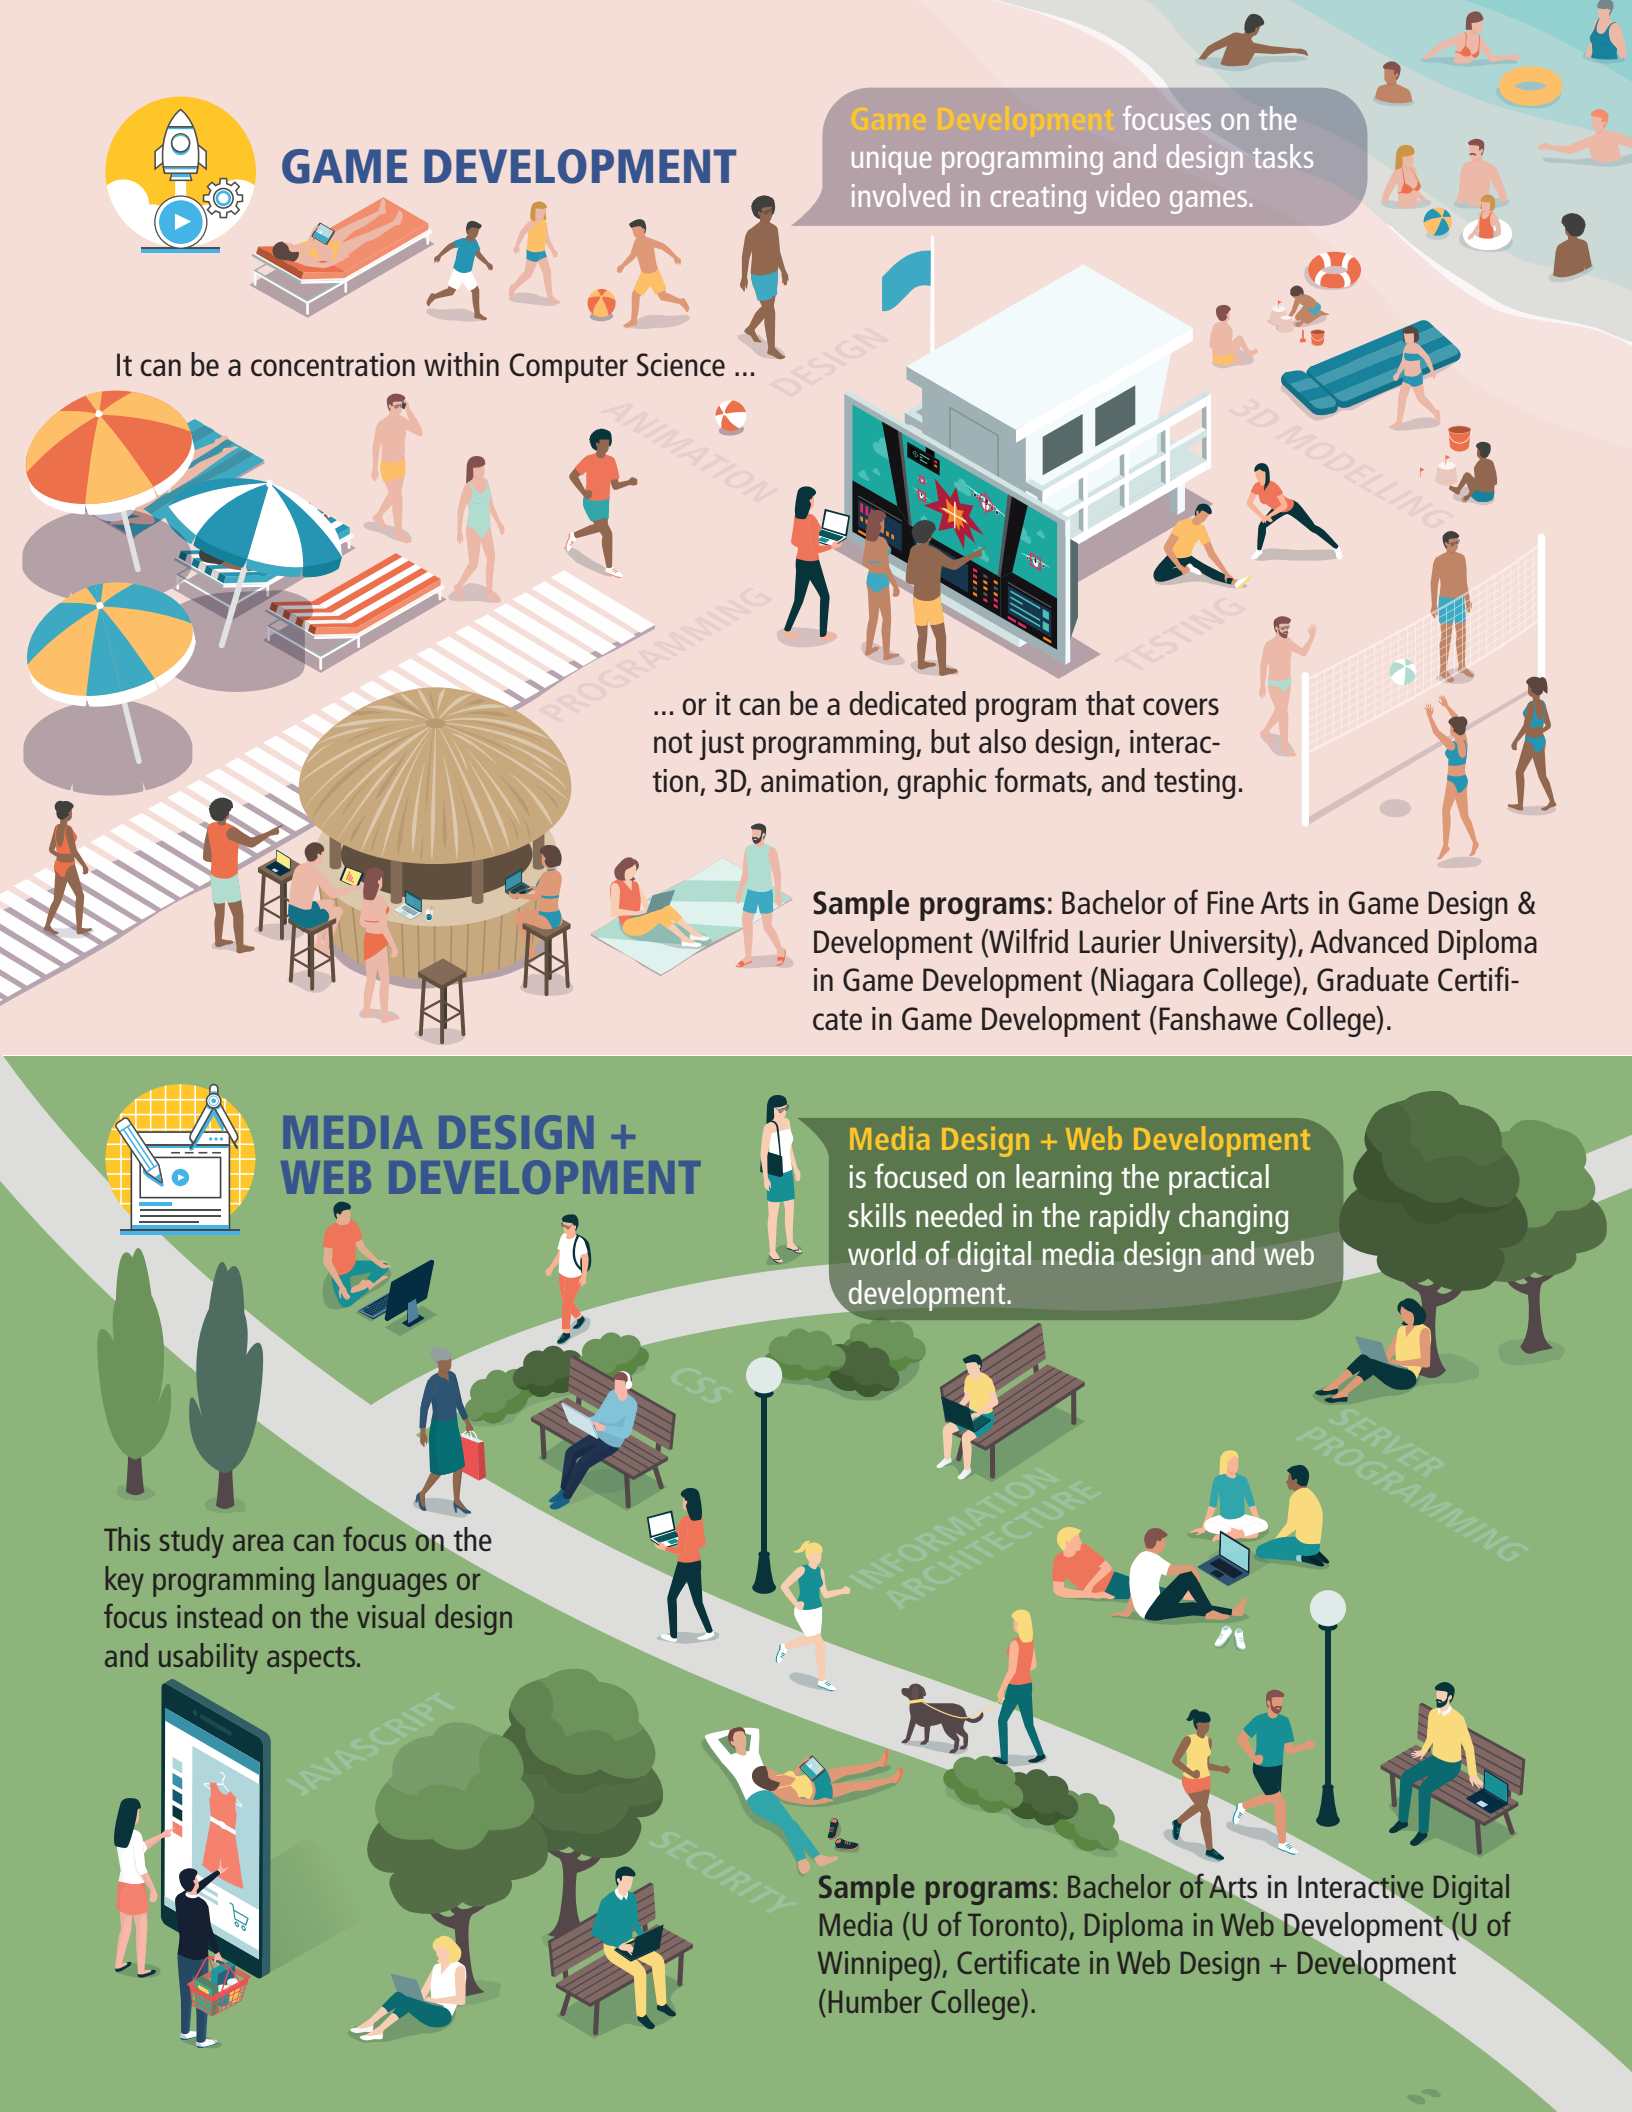 GAME DEVELOPMENT
Game Development focuses on the
unique programming and design tasks
involved in creating video games.
It can be a concentration within Computer Science ...
DESIGN
ANIMATION
3D MODELLING
PROGRAMMING
TESTING
... or it can be a dedicated program that covers
not just programming, but also design, interac-
tion, 3D, animation, graphic formats, and testing.
Sample programs: Bachelor of Fine Arts in Game Design &
Development (Wilfrid Laurier University), Advanced Diploma
in Game Development (Niagara College), Graduate Certifi-
cate in Game Development (Fanshawe College).
MEDIA DESIGN +
WEB DEVELOPMENT
Media Design + Web Development
is focused on learning the practical
skills needed in the rapidly changing
world of digital media design and web
development.
CSS
SERVER
PROGRAMMING
INFORMATION
ARCHITECTURE
This study area can focus on the
key programming languages or
focus instead on the visual design
and usability aspects.
JAVASCRIPT
SECURITY
Sample programs: Bachelor of Arts in Interactive Digital
Media (U of Toronto), Diploma in Web Development (U of
Winnipeg), Certificate in Web Design + Development
(Humber College).